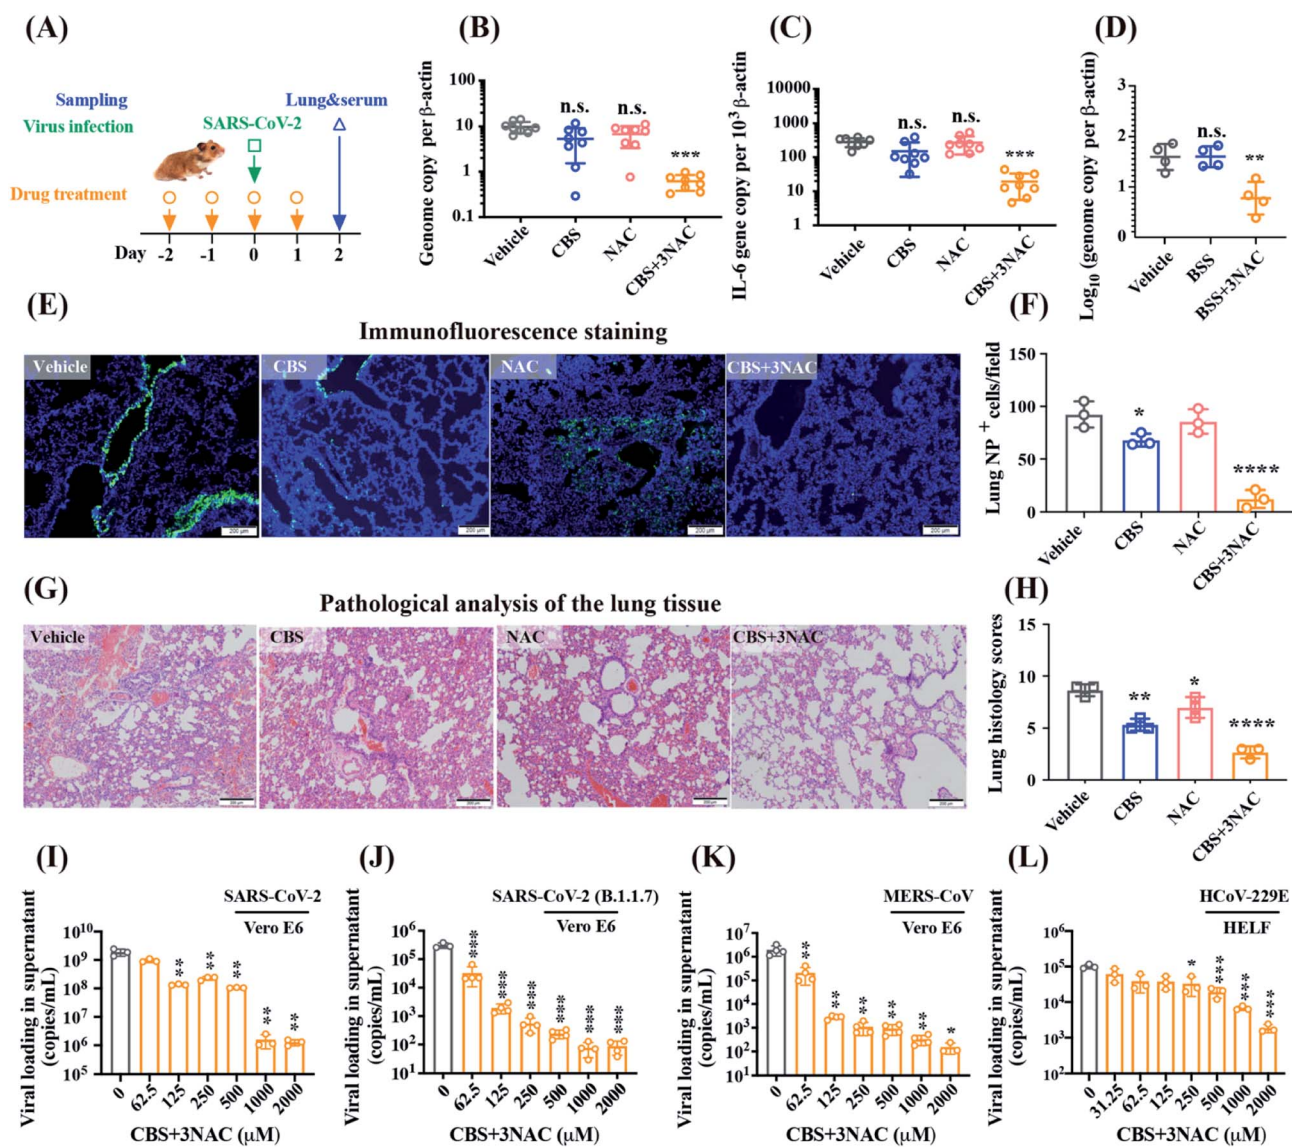 (A)
Sampling
Virus infection
Drug treatment
SARS-CoV-2
Lung&serum
Day -2 -1 0 1 2
(B)
Genome copy per β-actin
100
10
1
0.1
n.s. n.s. ***
Vehicle CBS NAC CBS+3NAC
(C)
IL-6 gene copy per 10³ β-actin
10000
1000
100
10
1
n.s. n.s. ***
Vehicle CBS NAC CBS+3NAC
(D)
Log₁₀ (genome copy per β-actin)
3
2
1
0
n.s. **
Vehicle BSS BSS+3NAC
(E)
Immunofluorescence staining
Vehicle CBS NAC CBS+3NAC
200 μm 200 μm 200 μm 200 μm
(F)
Lung NP⁺ cells/field
150
100
50
0
* ****
Vehicle CBS NAC CBS+3NAC
(G)
Pathological analysis of the lung tissue
Vehicle CBS NAC CBS+3NAC
(H)
Lung histology scores
15
10
5
0
** * ****
Vehicle CBS NAC CBS+3NAC
(I)
SARS-CoV-2
Vero E6
Viral loading in supernatant
(copies/mL)
10¹⁰
10⁹
10⁸
10⁷
10⁶
** ** ** ** **
0 62.5 125 250 500 1000 2000
CBS+3NAC (μM)
(J)
SARS-CoV-2 (B.1.1.7)
Vero E6
Viral loading in supernatant
(copies/mL)
10⁶
10⁵
10⁴
10³
10²
10¹
*** *** *** *** *** ***
0 62.5 125 250 500 1000 2000
CBS+3NAC (μM)
(K)
MERS-CoV
Vero E6
Viral loading in supernatant
(copies/mL)
10⁷
10⁶
10⁵
10⁴
10³
10²
10¹
** ** ** ** ** *
0 62.5 125 250 500 1000 2000
CBS+3NAC (μM)
(L)
HCoV-229E
HELF
Viral loading in supernatant
(copies/mL)
10⁶
10⁵
10⁴
10³
10²
* *** *** ***
0 31.25 62.5 125 250 500 1000 2000
CBS+3NAC (μM)